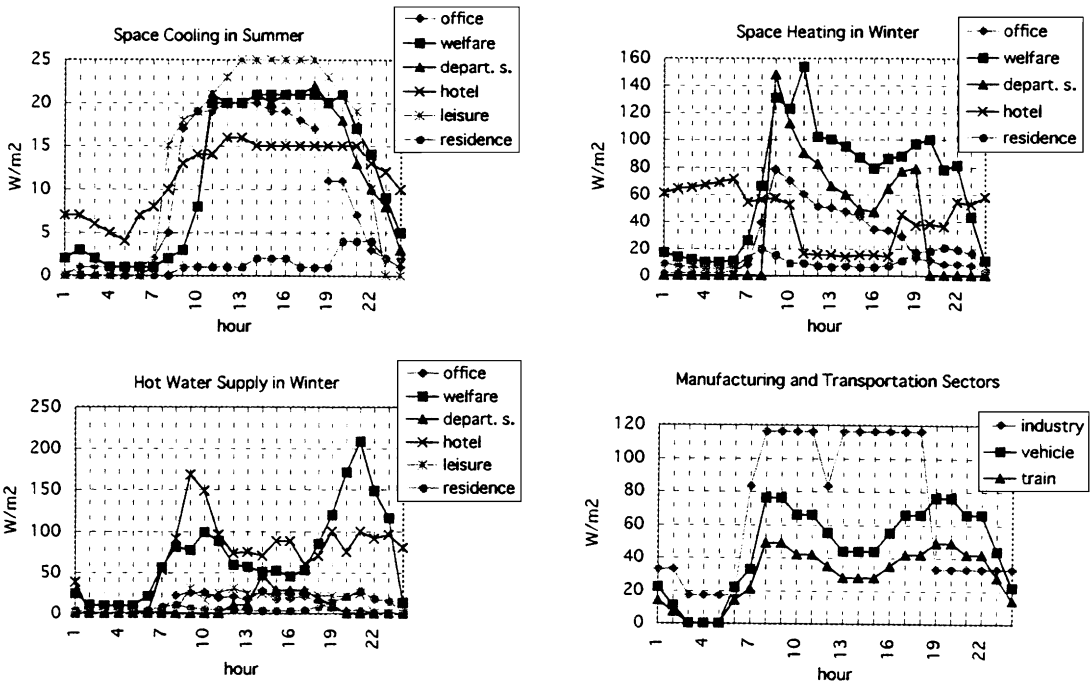 Space Cooling in Summer
office
welfare
depart. s.
hotel
leisure
residence
W/m2
25
20
15
10
5
0
1 4 7 10 13 16 19 22
hour
Space Heating in Winter
office
welfare
depart. s.
hotel
residence
W/m2
160
140
120
100
80
60
40
20
0
1 4 7 10 13 16 19 22
hour
Hot Water Supply in Winter
office
welfare
depart. s.
hotel
leisure
residence
W/m2
250
200
150
100
50
0
1 4 7 10 13 16 19 22
hour
Manufacturing and Transportation Sectors
industry
vehicle
train
W/m2
120
100
80
60
40
20
0
1 4 7 10 13 16 19 22
hour